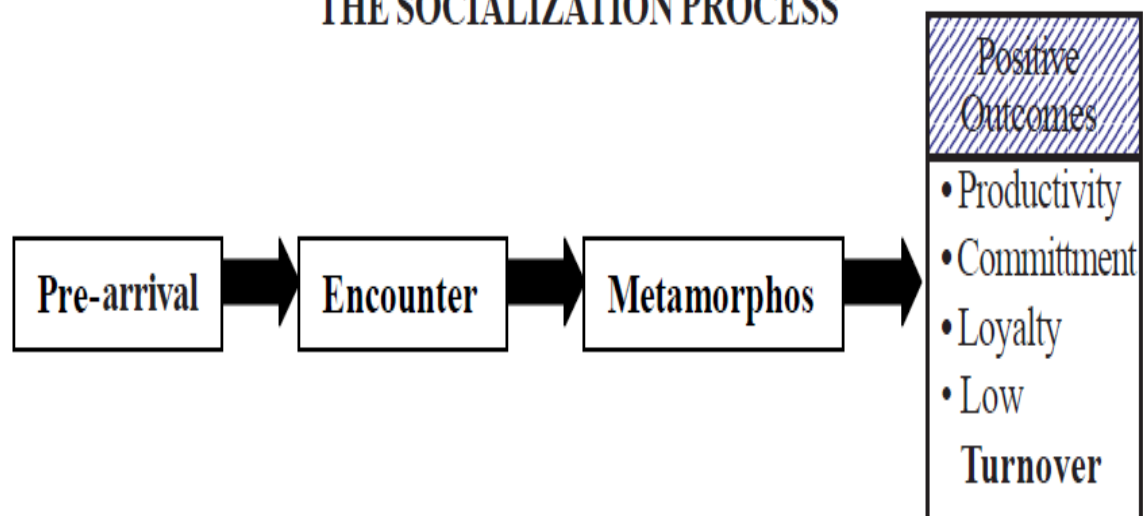 THE SOCIALIZATION PROCESS
Pre-arrival
Encounter
Metamorphos
Positive
Outcomes
• Productivity
• Committment
• Loyalty
• Low
Turnover